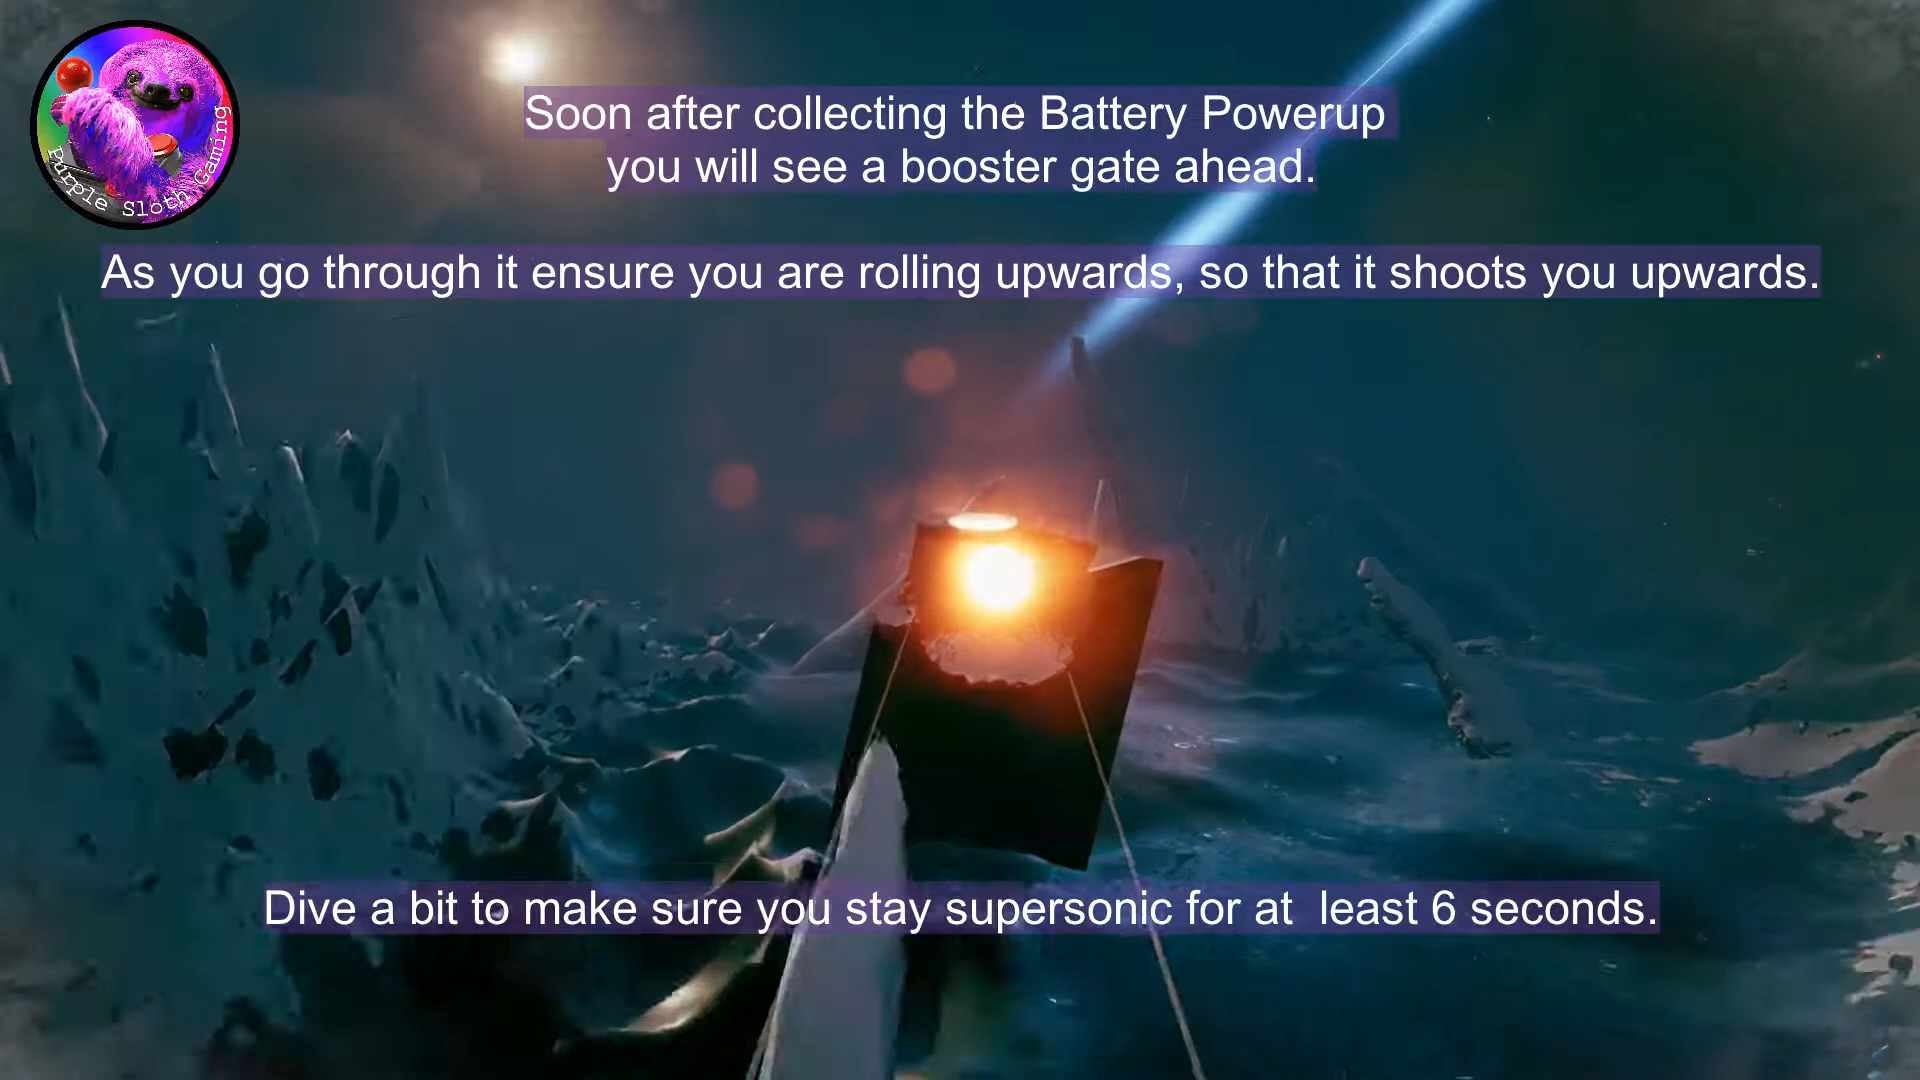 Purple Sloth Gaming
Soon after collecting the Battery Powerup
you will see a booster gate ahead.
As you go through it ensure you are rolling upwards, so that it shoots you upwards.
Dive a bit to make sure you stay supersonic for at  least 6 seconds.